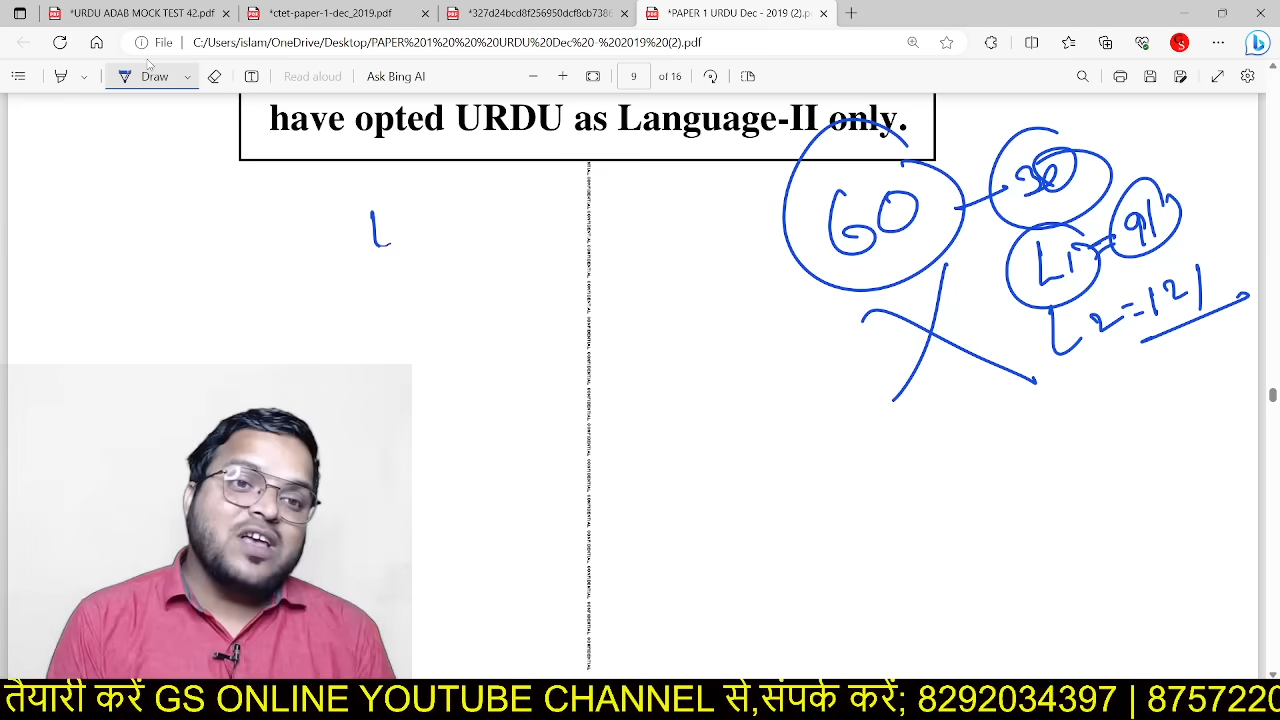 *URDU ADAB MOCK TEST 42.pdf
*ctet-paper-1-dec_2019.pdf
*327d24bcd8f256950dcf8cb7386
*PAPER 1 URDU Dec - 2019 (2).p
File C:/Users/islam/OneDrive/Desktop/PAPER%201%20%20%20URDU%20Dec%20-%202019%20(2).pdf
Draw Read aloud Ask Bing AI 9 of 16
have opted URDU as Language-II only.
60
30
L1 = 91
L2 = 121
L
तैयारी करें GS ONLINE YOUTUBE CHANNEL से,संपर्क करें; 8292034397 | 8757220